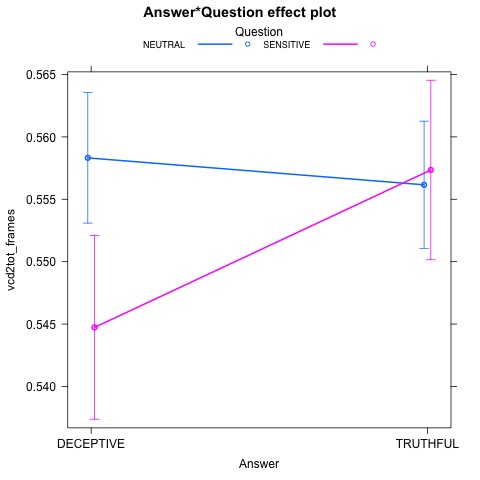 Answer*Question effect plot
Question
NEUTRAL SENSITIVE
0.565
0.560
0.555
0.550
0.545
0.540
vcd2tot_frames
DECEPTIVE TRUTHFUL
Answer